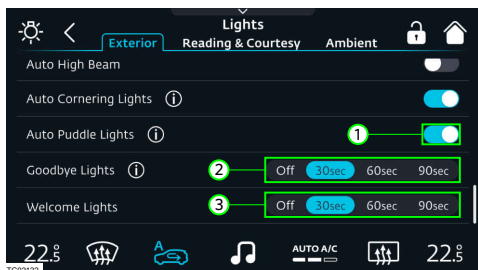 Lights
Exterior Reading & Courtesy Ambient
Auto High Beam
Auto Cornering Lights i
Auto Puddle Lights i 1
Goodbye Lights i 2 Off 30sec 60sec 90sec
Welcome Lights 3 Off 30sec 60sec 90sec
22.5 A AUTO A/C 22.5